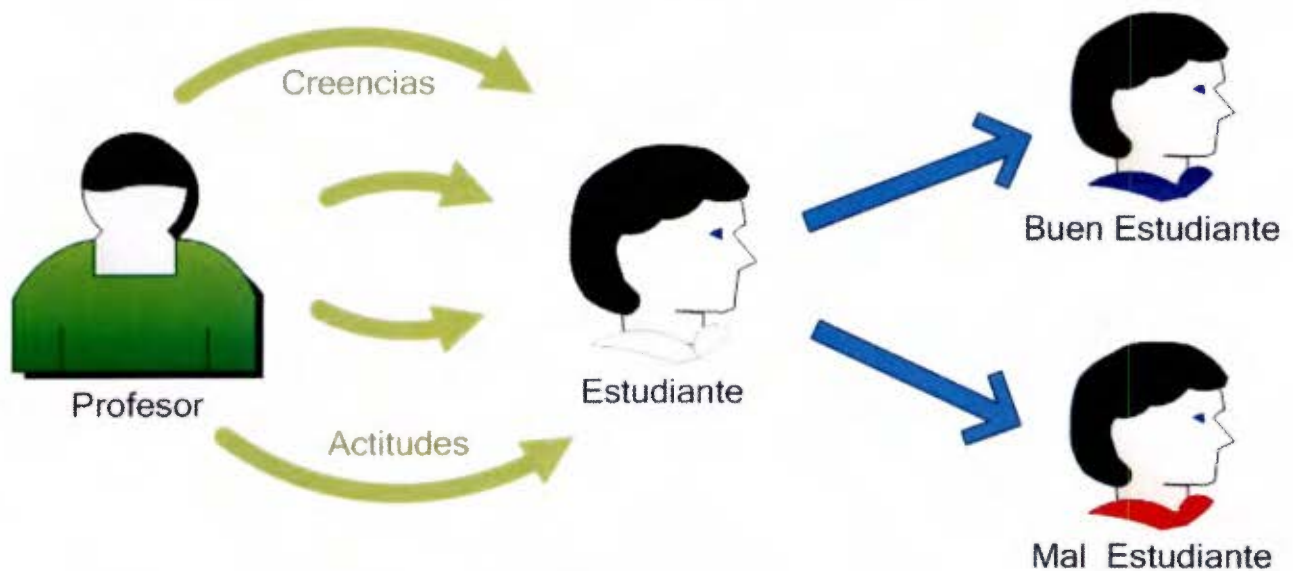 Creencias
Profesor
Actitudes
Estudiante
Buen Estudiante
Mal Estudiante